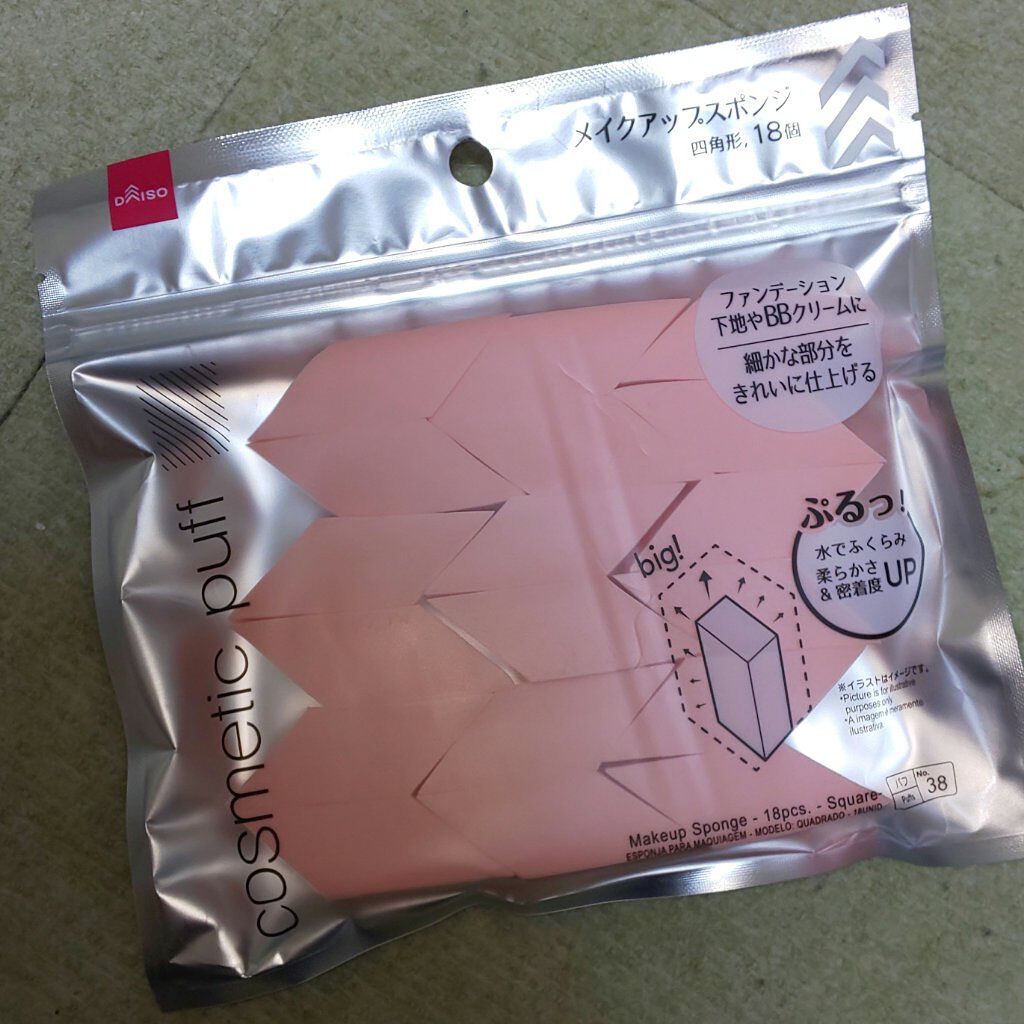 DAISO
メイクアップスポンジ
四角形, 18個
ファンデーション
下地やBBクリームに
細かな部分を
きれいに仕上げる
cosmetic puff
ぷるっ!
水でふくらみ
柔らかさ
&密着度 UP
big!
※イラストはイメージです。
•Picture is for illustrative
purposes only
•A imagem é meramente
ilustrativa
パフ
Puffs
No.
38
Makeup Sponge - 18pcs. - Square-
ESPONJA PARA MAQUIAGEM - MODELO: QUADRADO - 18UNID